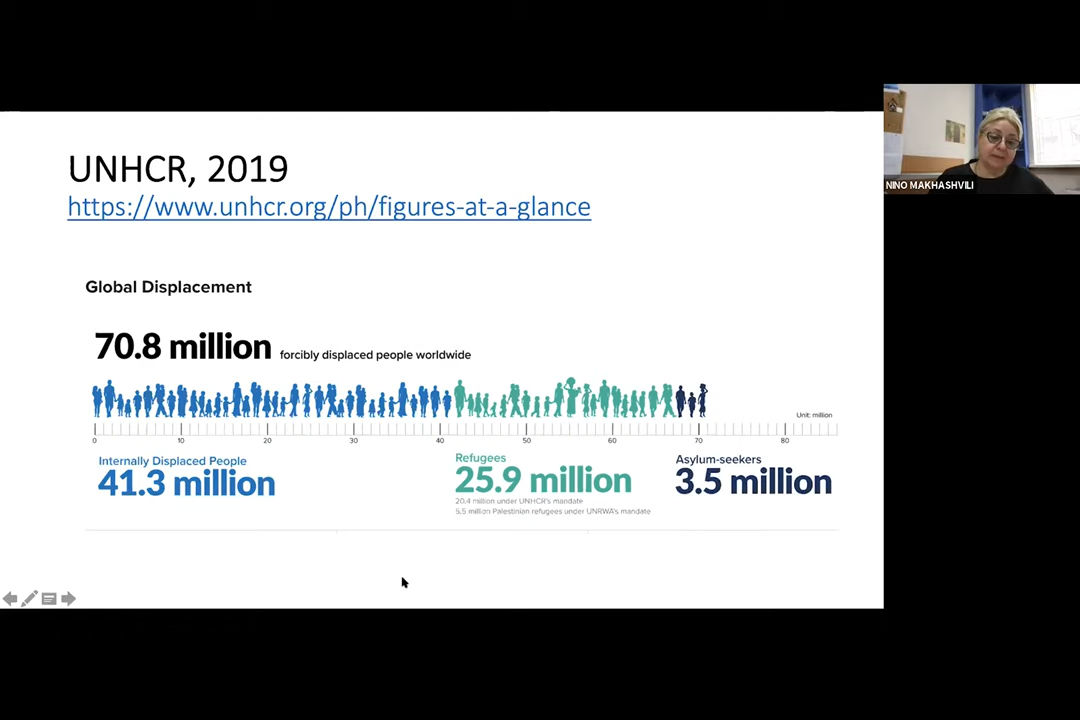 UNHCR, 2019
https://www.unhcr.org/ph/figures-at-a-glance
Global Displacement
70.8 million forcibly displaced people worldwide
Unit: million
0 10 20 30 40 50 60 70 80
Internally Displaced People
41.3 million
Refugees
25.9 million
20.4 million under UNHCR's mandate
5.5 million Palestinian refugees under UNRWA's mandate
Asylum-seekers
3.5 million
NINO MAKHASHVILI